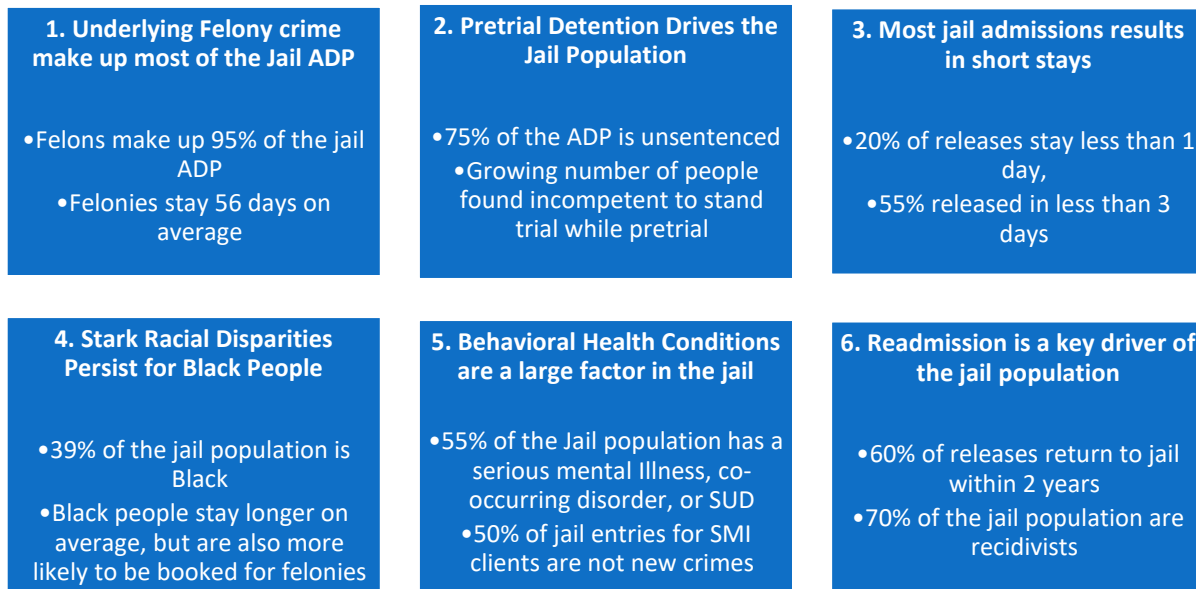 1. Underlying Felony crime
make up most of the Jail ADP
•Felons make up 95% of the jail
ADP
•Felonies stay 56 days on
average
2. Pretrial Detention Drives the
Jail Population
•75% of the ADP is unsentenced
•Growing number of people
found incompetent to stand
trial while pretrial
3. Most jail admissions results
in short stays
•20% of releases stay less than 1
day,
•55% released in less than 3
days
4. Stark Racial Disparities
Persist for Black People
•39% of the jail population is
Black
•Black people stay longer on
average, but are also more
likely to be booked for felonies
5. Behavioral Health Conditions
are a large factor in the jail
•55% of the Jail population has a
serious mental Illness, co-
occurring disorder, or SUD
•50% of jail entries for SMI
clients are not new crimes
6. Readmission is a key driver of
the jail population
•60% of releases return to jail
within 2 years
•70% of the jail population are
recidivists